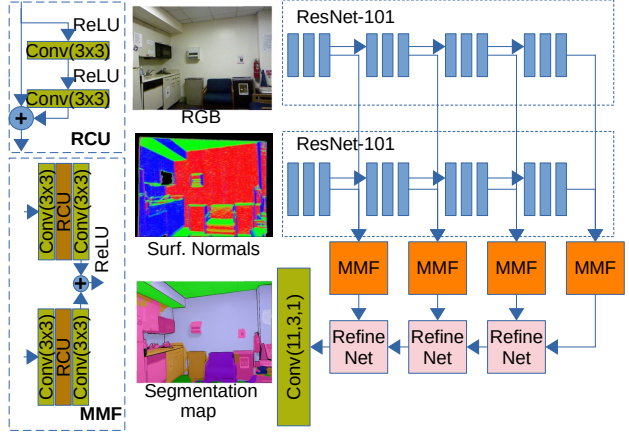 ReLU
Conv(3x3)
ReLU
Conv(3x3)
+
RCU
RGB
ResNet-101
ResNet-101
Conv(3x3)
RCU
Conv(3x3)
ReLU
+
Conv(3x3)
RCU
Conv(3x3)
MMF
Surf. Normals
MMF
MMF
MMF
MMF
Refine
Net
Refine
Net
Refine
Net
Conv(11,3,1)
Segmentation
map